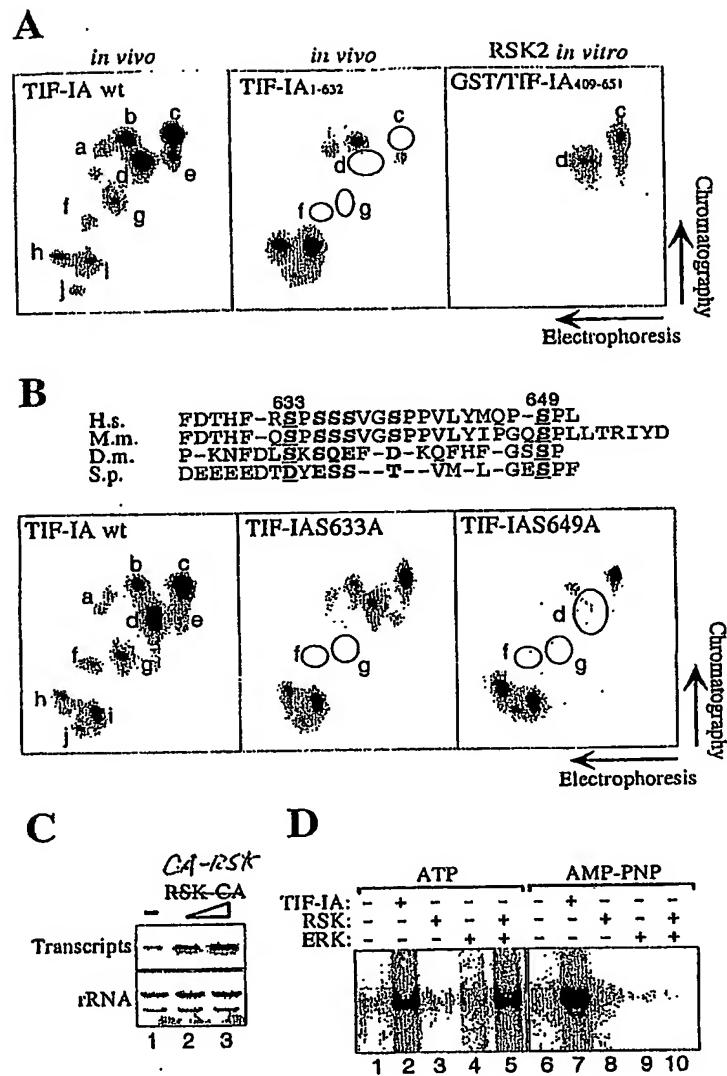 A
in vivo in vivo RSK2 in vitro
TIF-IA wt TIF-IA1-632 GST/TIF-IA409-651
a b c d e f g h i j
c d f g
c d
Chromatography
Electrophoresis
B
633 649
H.s. FDTHF-RSPSSSVGSPPVLYMQP-SPL
M.m. FDTHF-QSPSSSVGSPPVLYIPGQSPLLTRIYD
D.m. P-KNFDLSKSQEF-D-KQFHF-GSSP
S.p. DEEEEDTDYESS--T--VM-L-GESPF
TIF-IA wt TIF-IAS633A TIF-IAS649A
a b c d e f g h i j
f g
d f g
Chromatography
Electrophoresis
C
CA-RSK
RSK-CA
-
Transcripts
rRNA
1 2 3
D
ATP AMP-PNP
TIF-IA: - + - - - - + - - -
RSK: - - + - + - - + - +
ERK: - - - + + - - - + +
1 2 3 4 5 6 7 8 9 10